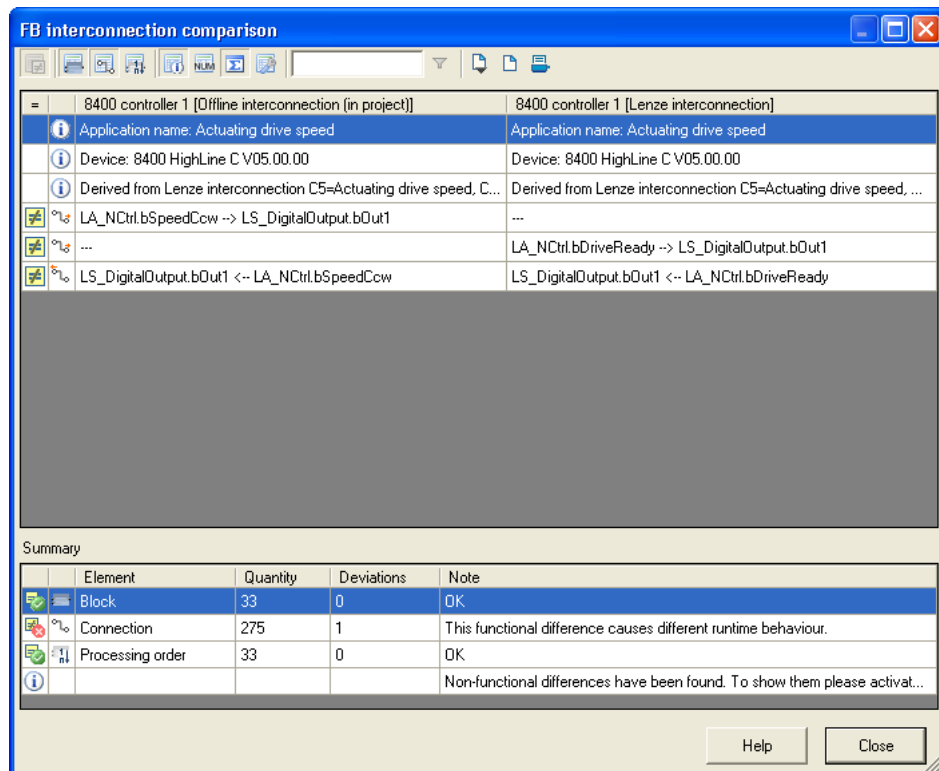 FB interconnection comparison
NUM Σ
= 8400 controller 1 [Offline interconnection (in project)] 8400 controller 1 [Lenze interconnection]
Application name: Actuating drive speed Application name: Actuating drive speed
Device: 8400 HighLine C V05.00.00 Device: 8400 HighLine C V05.00.00
Derived from Lenze interconnection C5=Actuating drive speed, C... Derived from Lenze interconnection C5=Actuating drive speed, ...
≠ LA_NCtrl.bSpeedCcw --> LS_DigitalOutput.bOut1 ---
≠ --- LA_NCtrl.bDriveReady --> LS_DigitalOutput.bOut1
≠ LS_DigitalOutput.bOut1 <-- LA_NCtrl.bSpeedCcw LS_DigitalOutput.bOut1 <-- LA_NCtrl.bDriveReady
Summary
Element Quantity Deviations Note
Block 33 0 OK
Connection 275 1 This functional difference causes different runtime behaviour.
Processing order 33 0 OK
Non-functional differences have been found. To show them please activat...
Help Close